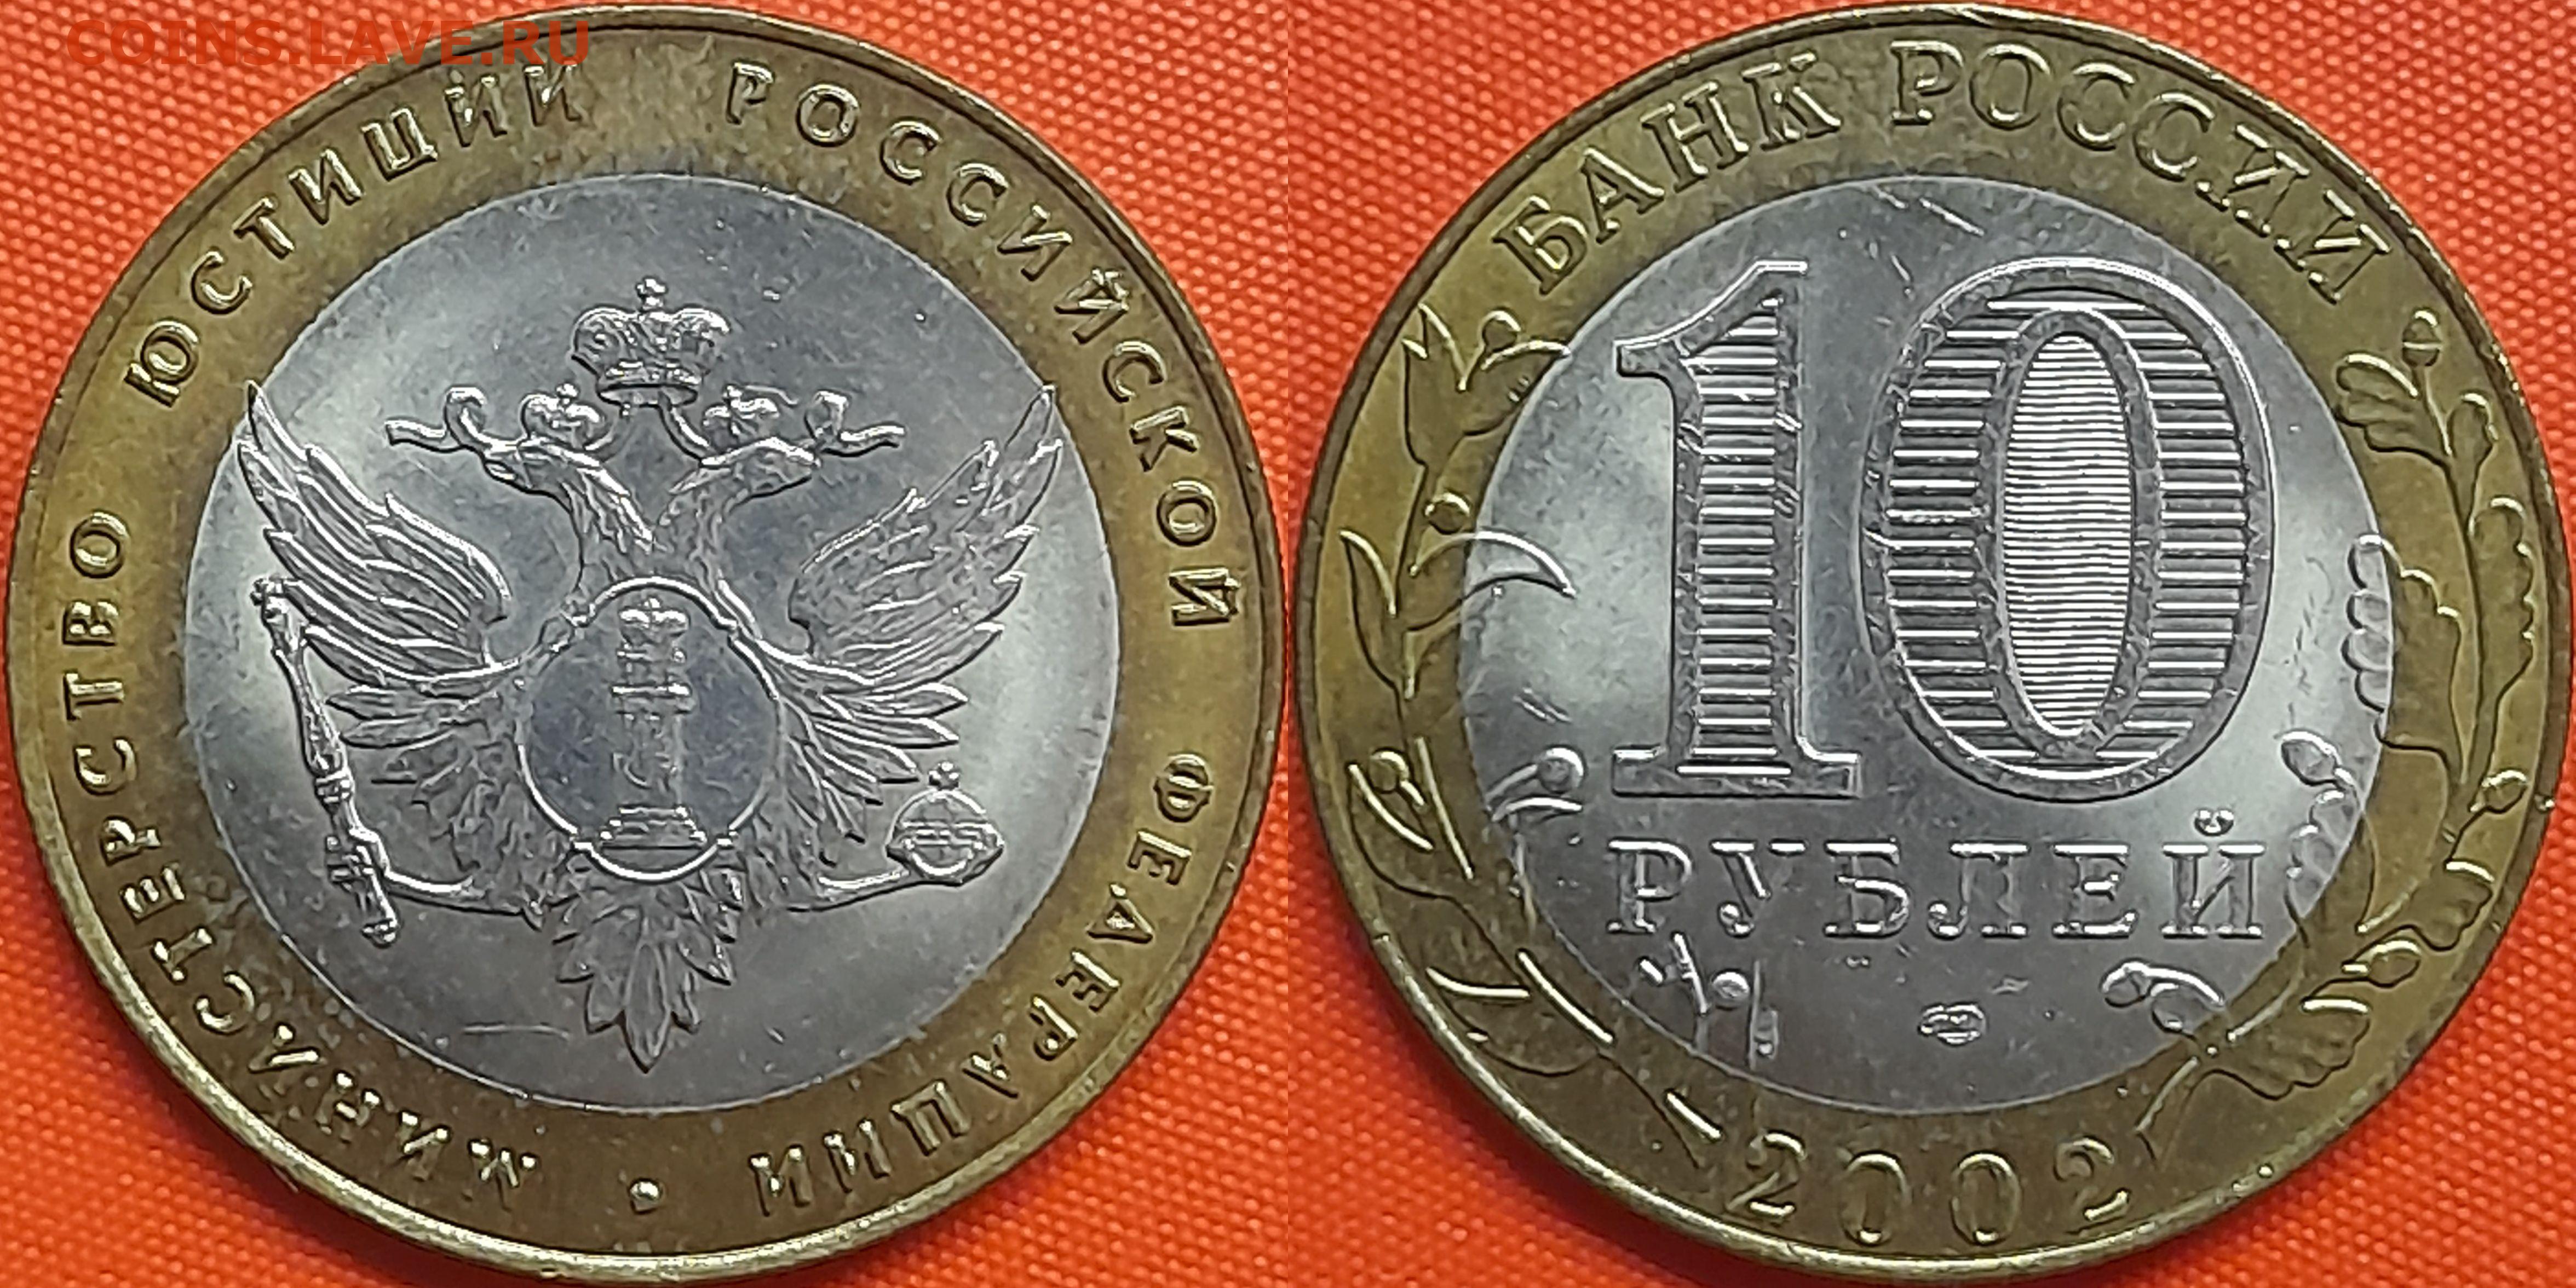 COINS.LAVE.RU
МИНИСТЕРСТВО ЮСТИЦИИ РОССИЙСКОЙ ФЕДЕРАЦИИ •
БАНК РОССИИ
10
РУБЛЕЙ
2002